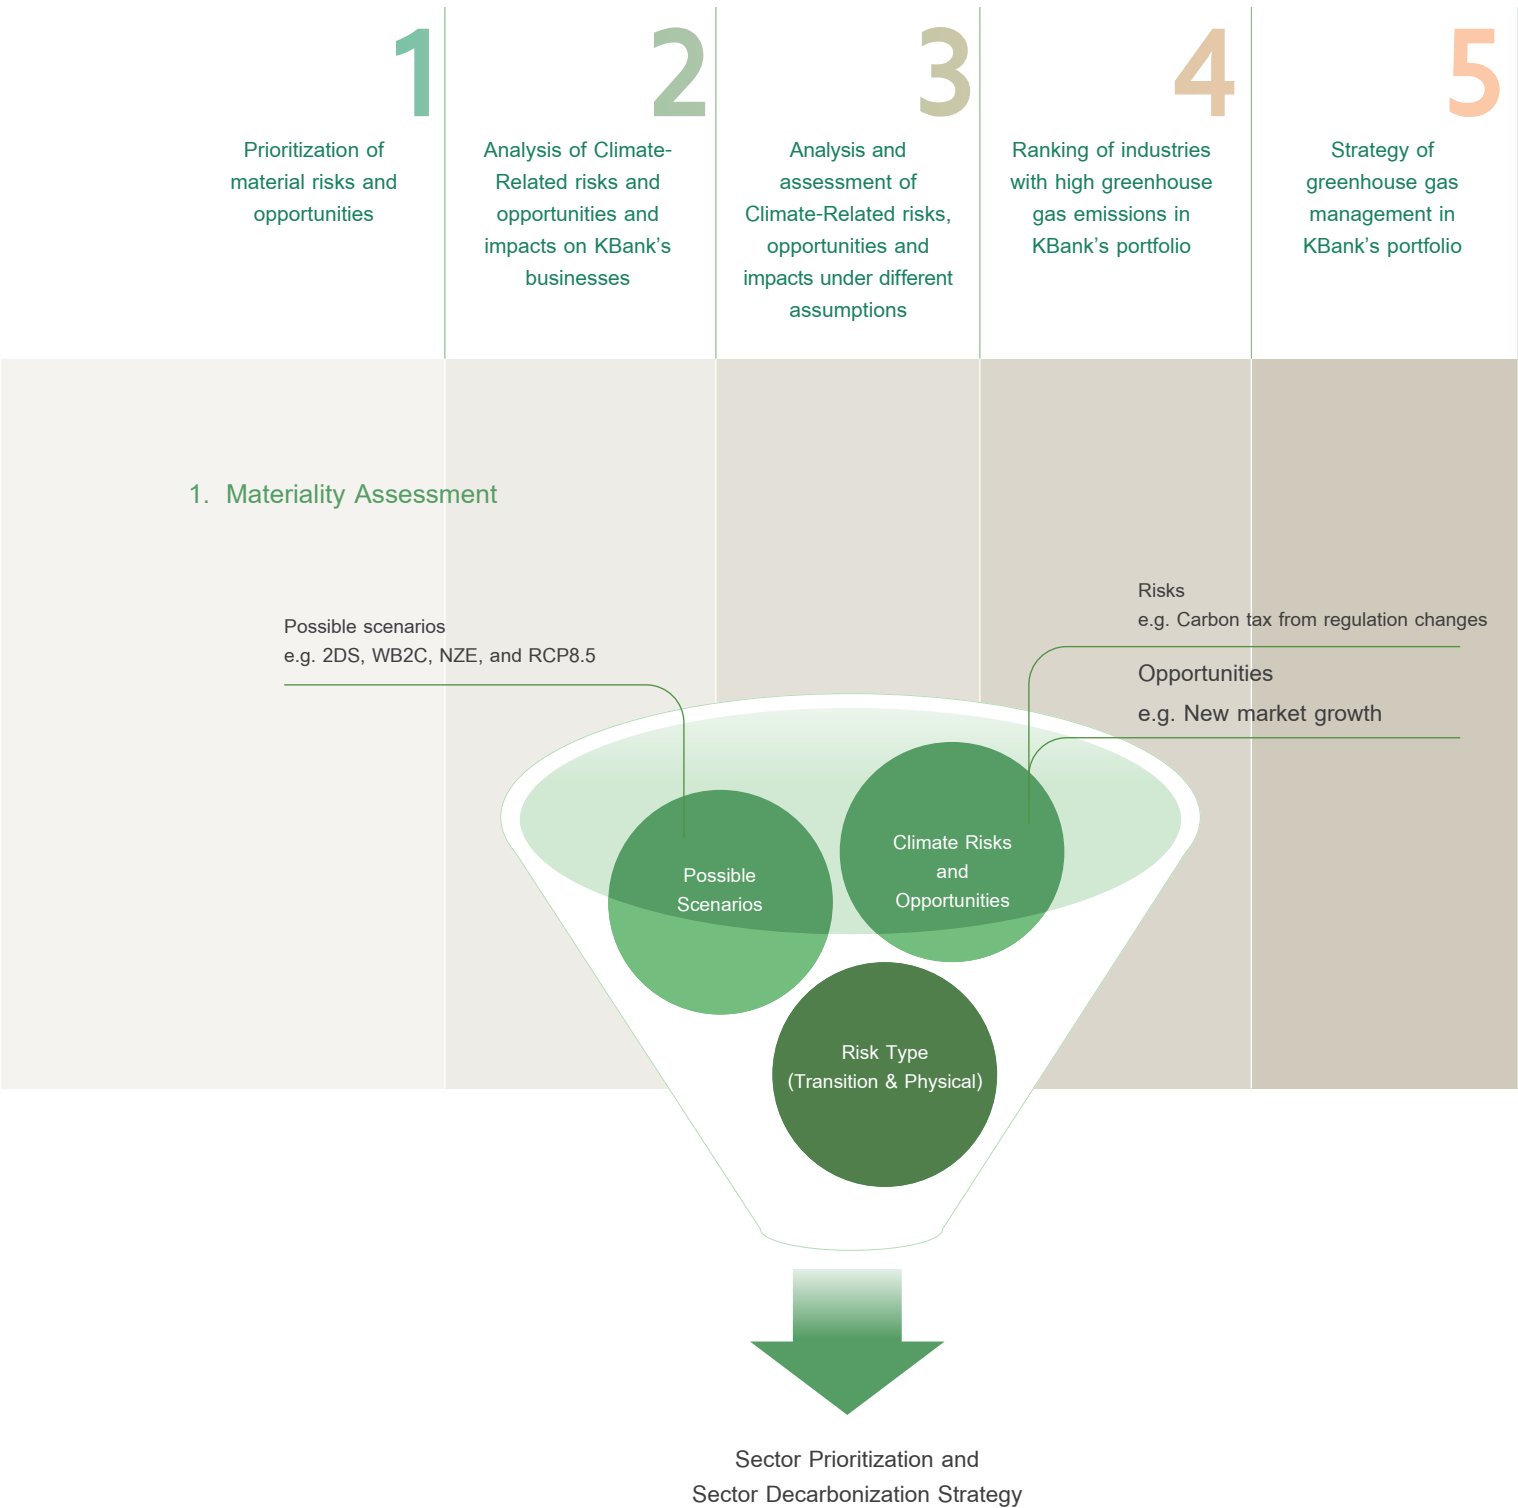 1
Prioritization of
material risks and
opportunities
2
Analysis of Climate-
Related risks and
opportunities and
impacts on KBank’s
businesses
3
Analysis and
assessment of
Climate-Related risks,
opportunities and
impacts under different
assumptions
4
Ranking of industries
with high greenhouse
gas emissions in
KBank’s portfolio
5
Strategy of
greenhouse gas
management in
KBank’s portfolio
1. Materiality Assessment
Possible scenarios
e.g. 2DS, WB2C, NZE, and RCP8.5
Risks
e.g. Carbon tax from regulation changes
Opportunities
e.g. New market growth
Possible
Scenarios
Climate Risks
and
Opportunities
Risk Type
(Transition & Physical)
Sector Prioritization and
Sector Decarbonization Strategy